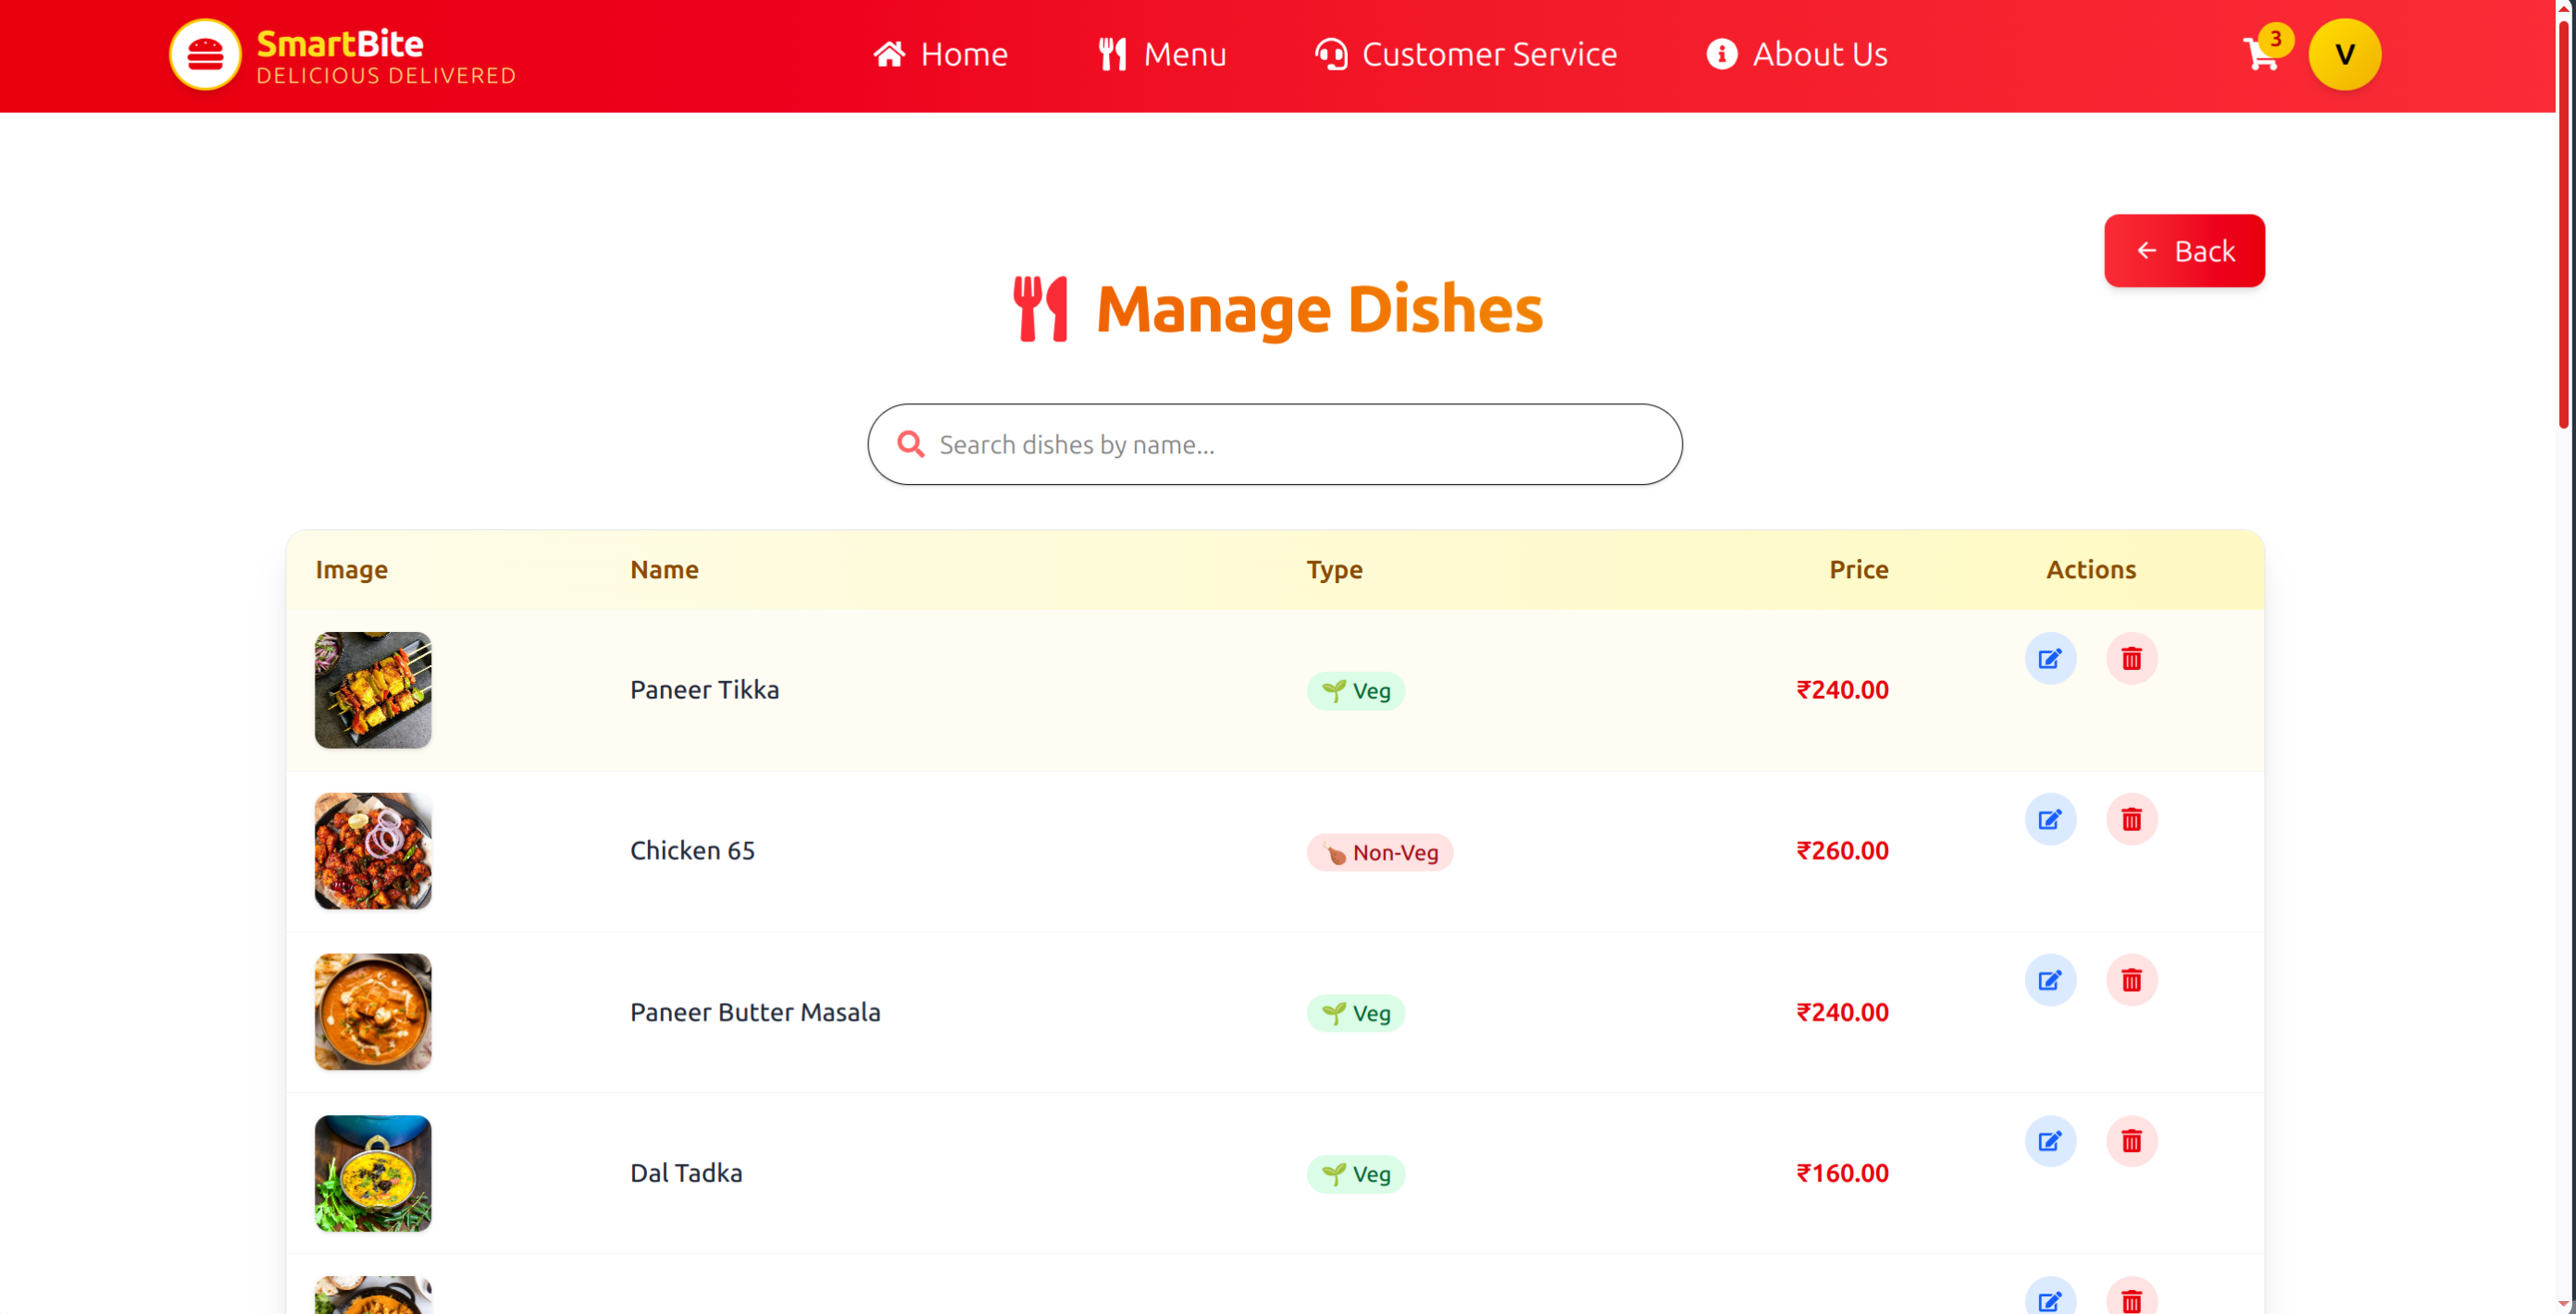 SmartBite
DELICIOUS DELIVERED
Home
Menu
Customer Service
About Us
3
V
Back
Manage Dishes
Search dishes by name...
Image Name Type Price Actions
Paneer Tikka Veg ₹240.00
Chicken 65 Non-Veg ₹260.00
Paneer Butter Masala Veg ₹240.00
Dal Tadka Veg ₹160.00